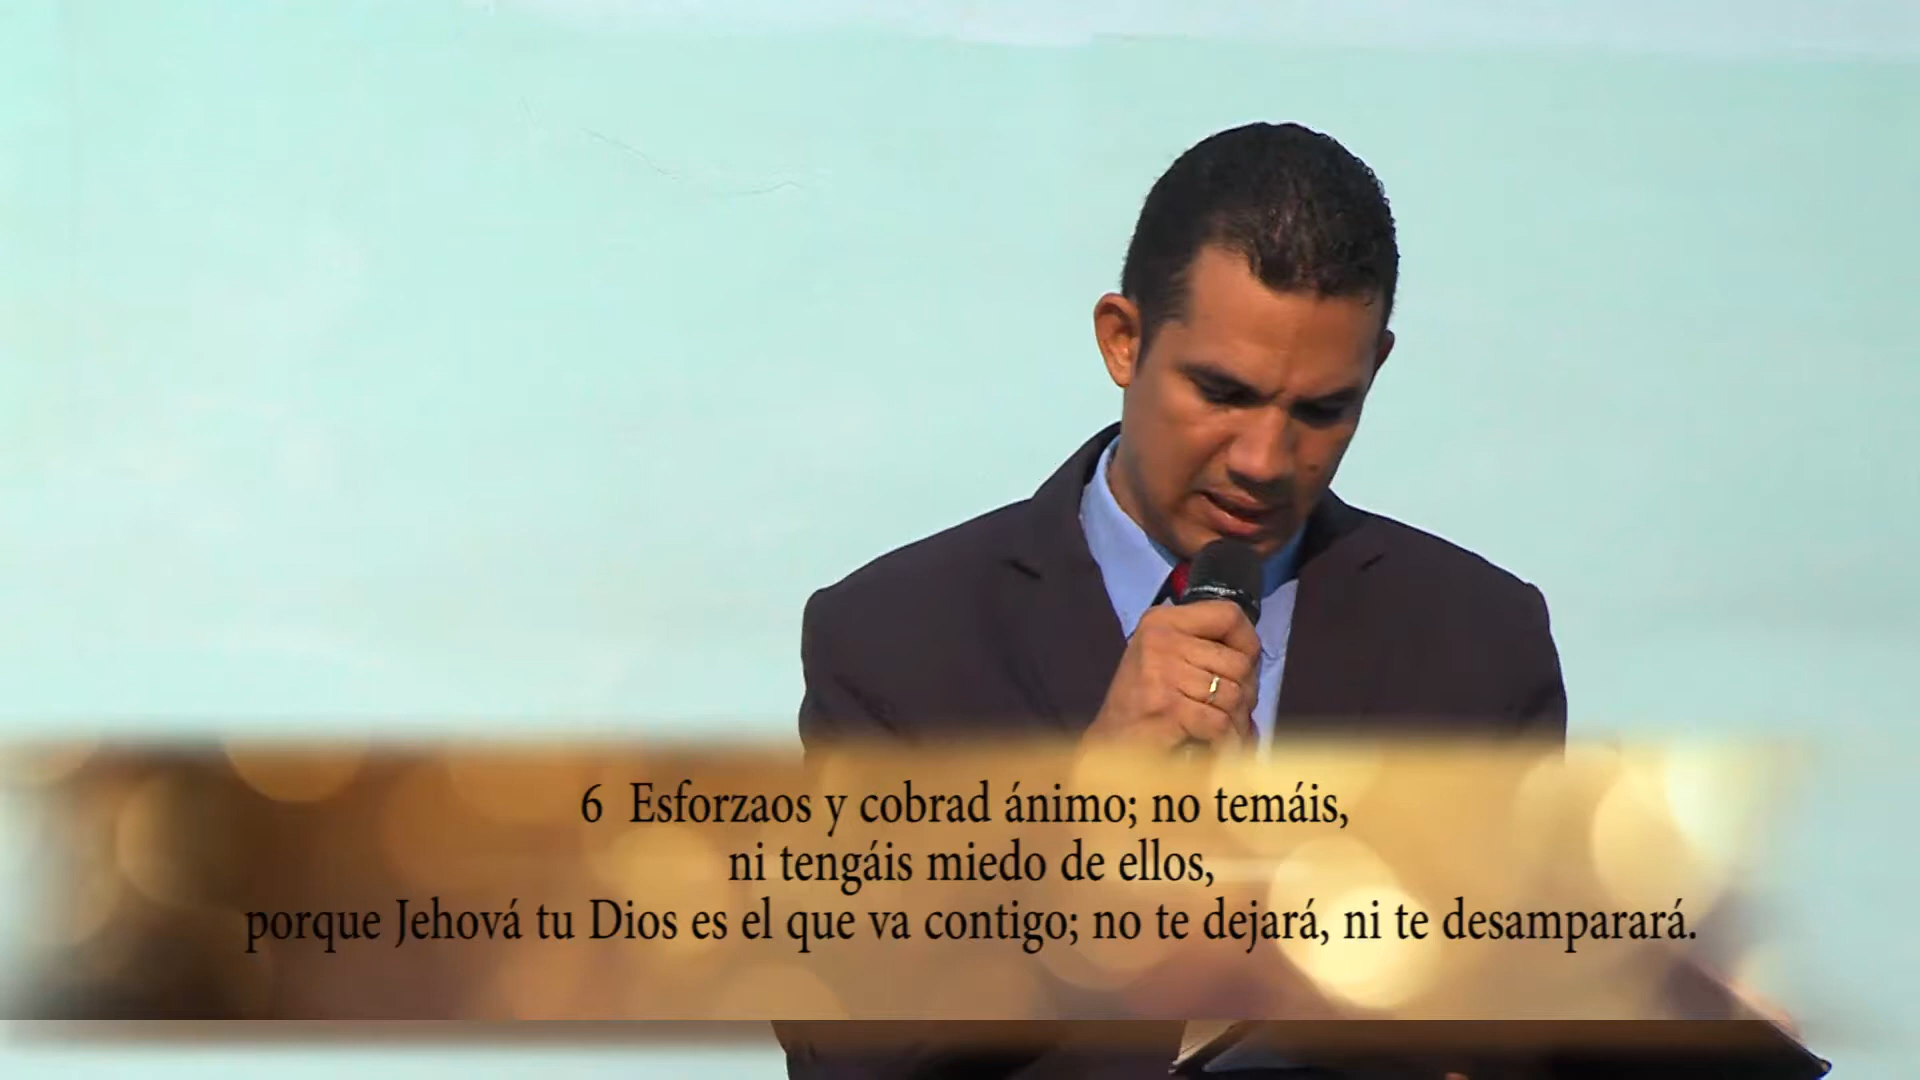 6 Esforzaos y cobrad ánimo; no temáis,
ni tengáis miedo de ellos,
porque Jehová tu Dios es el que va contigo; no te dejará, ni te desamparará.